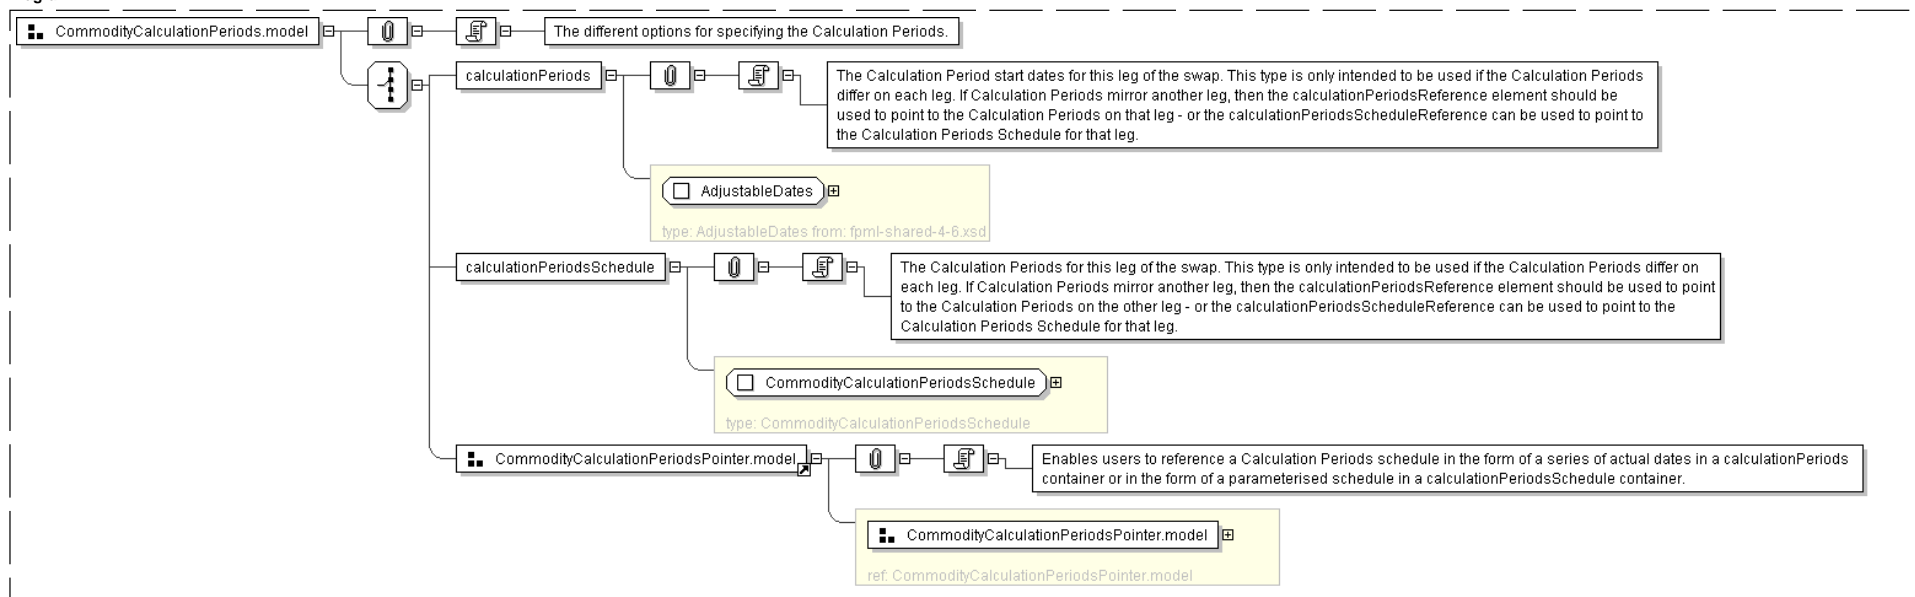 CommodityCalculationPeriods.model
The different options for specifying the Calculation Periods.
calculationPeriods
The Calculation Period start dates for this leg of the swap. This type is only intended to be used if the Calculation Periods
differ on each leg. If Calculation Periods mirror another leg, then the calculationPeriodsReference element should be
used to point to the Calculation Periods on that leg - or the calculationPeriodsScheduleReference can be used to point to
the Calculation Periods Schedule for that leg.
AdjustableDates
type: AdjustableDates from: fpml-shared-4-6.xsd
calculationPeriodsSchedule
The Calculation Periods for this leg of the swap. This type is only intended to be used if the Calculation Periods differ on
each leg. If Calculation Periods mirror another leg, then the calculationPeriodsReference element should be used to point
to the Calculation Periods on the other leg - or the calculationPeriodsScheduleReference can be used to point to the
Calculation Periods Schedule for that leg.
CommodityCalculationPeriodsSchedule
type: CommodityCalculationPeriodsSchedule
CommodityCalculationPeriodsPointer.model
Enables users to reference a Calculation Periods schedule in the form of a series of actual dates in a calculationPeriods
container or in the form of a parameterised schedule in a calculationPeriodsSchedule container.
CommodityCalculationPeriodsPointer.model
ref: CommodityCalculationPeriodsPointer.model